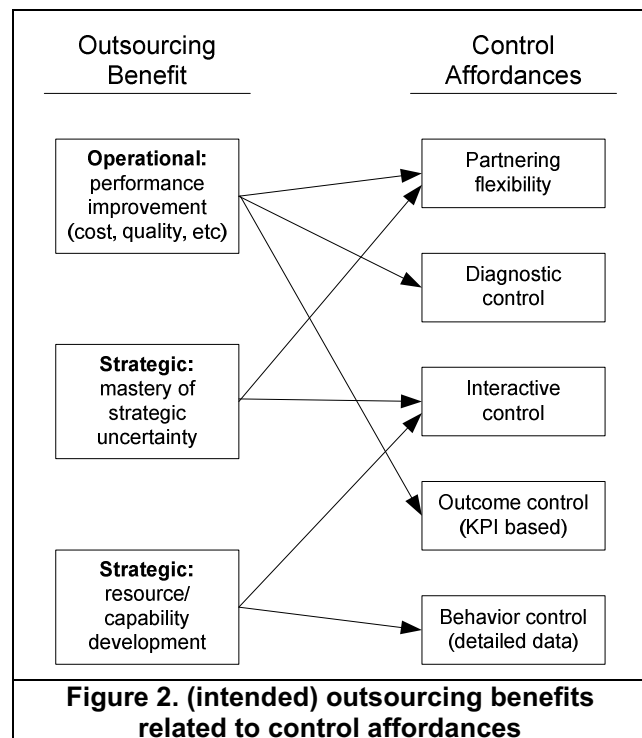 Outsourcing
Benefit
Control
Affordances
Operational:
performance
improvement
(cost, quality, etc)
Partnering
flexibility
Diagnostic
control
Strategic:
mastery of
strategic
uncertainty
Interactive
control
Outcome control
(KPI based)
Strategic:
resource/
capability
development
Behavior control
(detailed data)
Figure 2. (intended) outsourcing benefits
related to control affordances